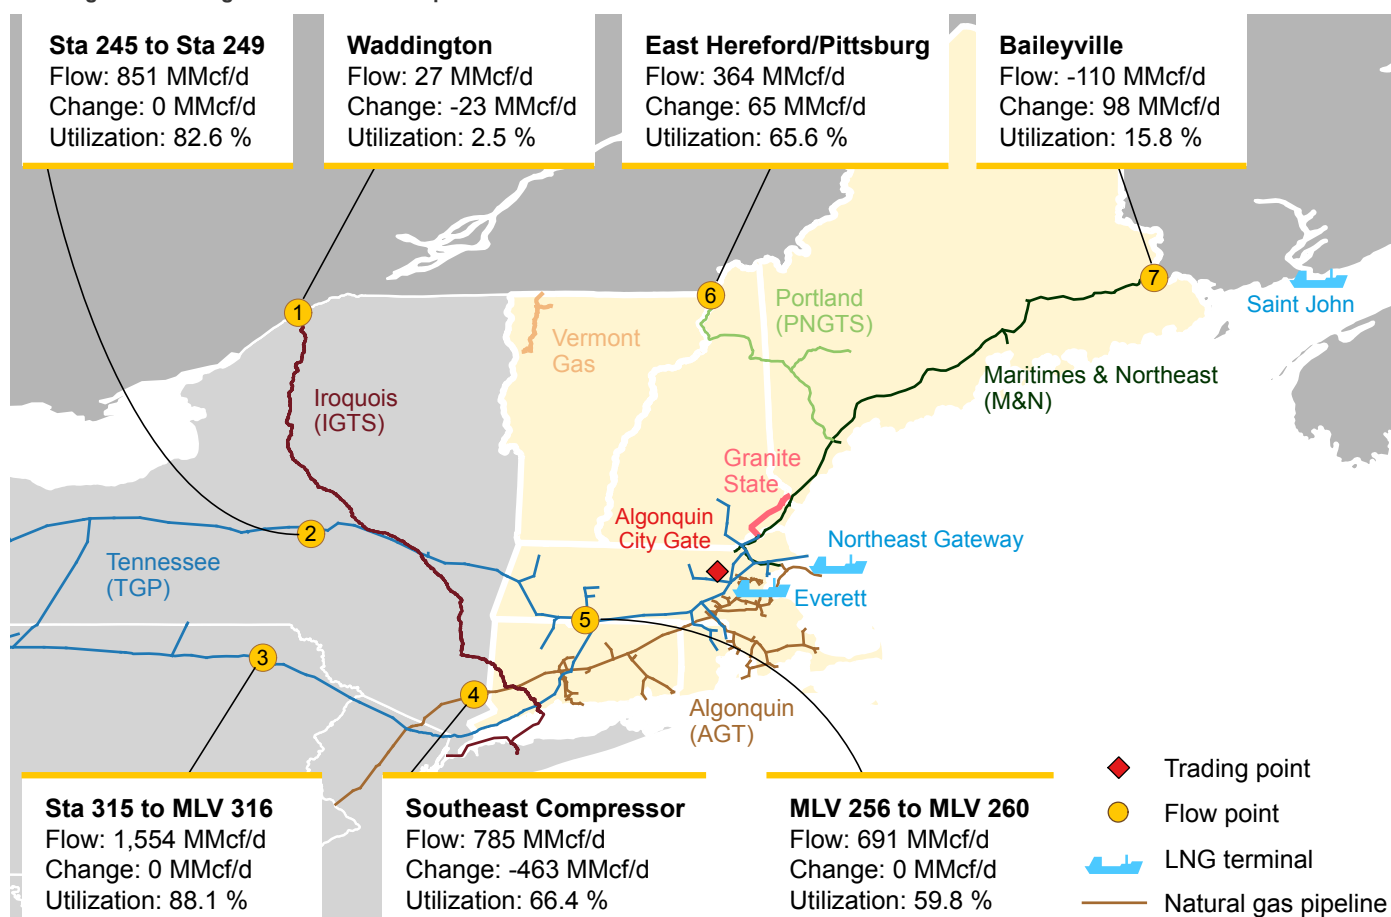 Sta 245 to Sta 249
Flow: 851 MMcf/d
Change: 0 MMcf/d
Utilization: 82.6 %
Waddington
Flow: 27 MMcf/d
Change: -23 MMcf/d
Utilization: 2.5 %
East Hereford/Pittsburg
Flow: 364 MMcf/d
Change: 65 MMcf/d
Utilization: 65.6 %
Baileyville
Flow: -110 MMcf/d
Change: 98 MMcf/d
Utilization: 15.8 %
1
6
7
Portland
(PNGTS)
Saint John
Vermont
Gas
Maritimes & Northeast
(M&N)
Iroquois
(IGTS)
Granite
State
Algonquin
City Gate
2
Northeast Gateway
Tennessee
(TGP)
Everett
5
3
4
Algonquin
(AGT)
Sta 315 to MLV 316
Flow: 1,554 MMcf/d
Change: 0 MMcf/d
Utilization: 88.1 %
Southeast Compressor
Flow: 785 MMcf/d
Change: -463 MMcf/d
Utilization: 66.4 %
MLV 256 to MLV 260
Flow: 691 MMcf/d
Change: 0 MMcf/d
Utilization: 59.8 %
Trading point
Flow point
LNG terminal
Natural gas pipeline